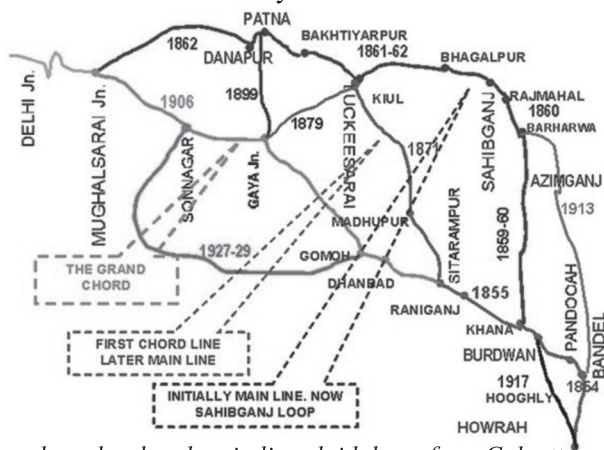 PATNA
BAKHTIYARPUR
1862
DANAPUR
1861-62
BHAGALPUR
DELHI Jn.
MUGHALSARAI Jn.
1906
1899
1879
KIUL
LUCKEESARAI
SAHIBGANJ
RAJMAHAL
1860
BARHARWA
SONNAGAR
GAYA Jn.
1871
AZIMGANJ
1913
MADHUPUR
SITARAMPUR
1859-60
1927-29
GOMOH
DHANBAD
THE GRAND
CHORD
RANIGANJ
1855
KHANA
PANDOOAH
BANDEL
FIRST CHORD LINE
LATER MAIN LINE
BURDWAN
INITIALLY MAIN LINE. NOW
SAHIBGANJ LOOP
1917
HOOGHLY
1854
HOWRAH